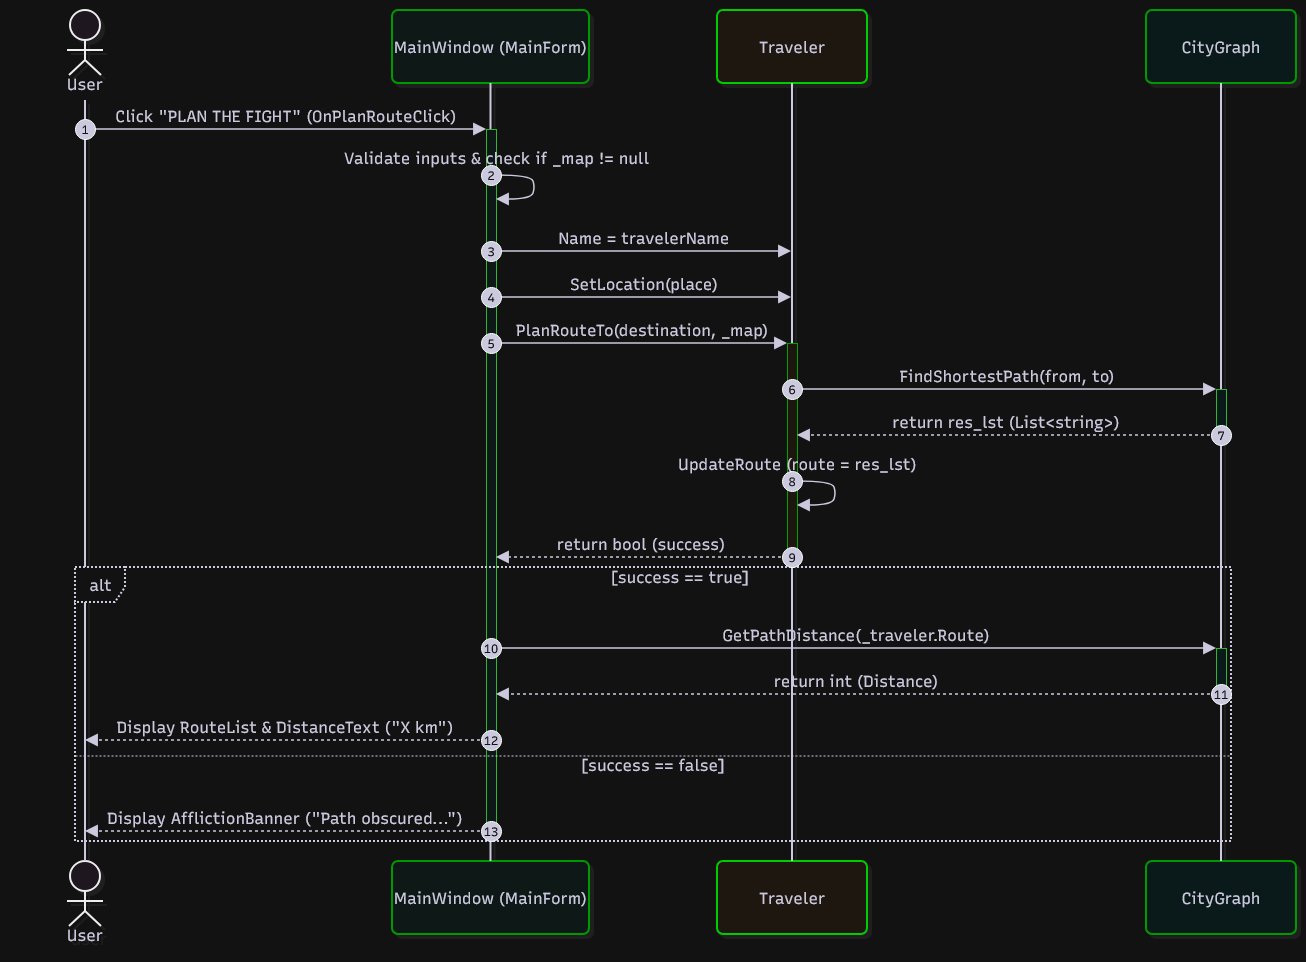 User
MainWindow (MainForm)
Traveler
CityGraph
1
Click "PLAN THE FIGHT" (OnPlanRouteClick)
Validate inputs & check if _map != null
2
Name = travelerName
3
SetLocation(place)
4
PlanRouteTo(destination, _map)
5
FindShortestPath(from, to)
6
return res_lst (List<string>)
7
UpdateRoute (route = res_lst)
8
return bool (success)
9
alt
[success == true]
GetPathDistance(_traveler.Route)
10
return int (Distance)
11
Display RouteList & DistanceText ("X km")
12
[success == false]
Display AfflictionBanner ("Path obscured...")
13
User
MainWindow (MainForm)
Traveler
CityGraph